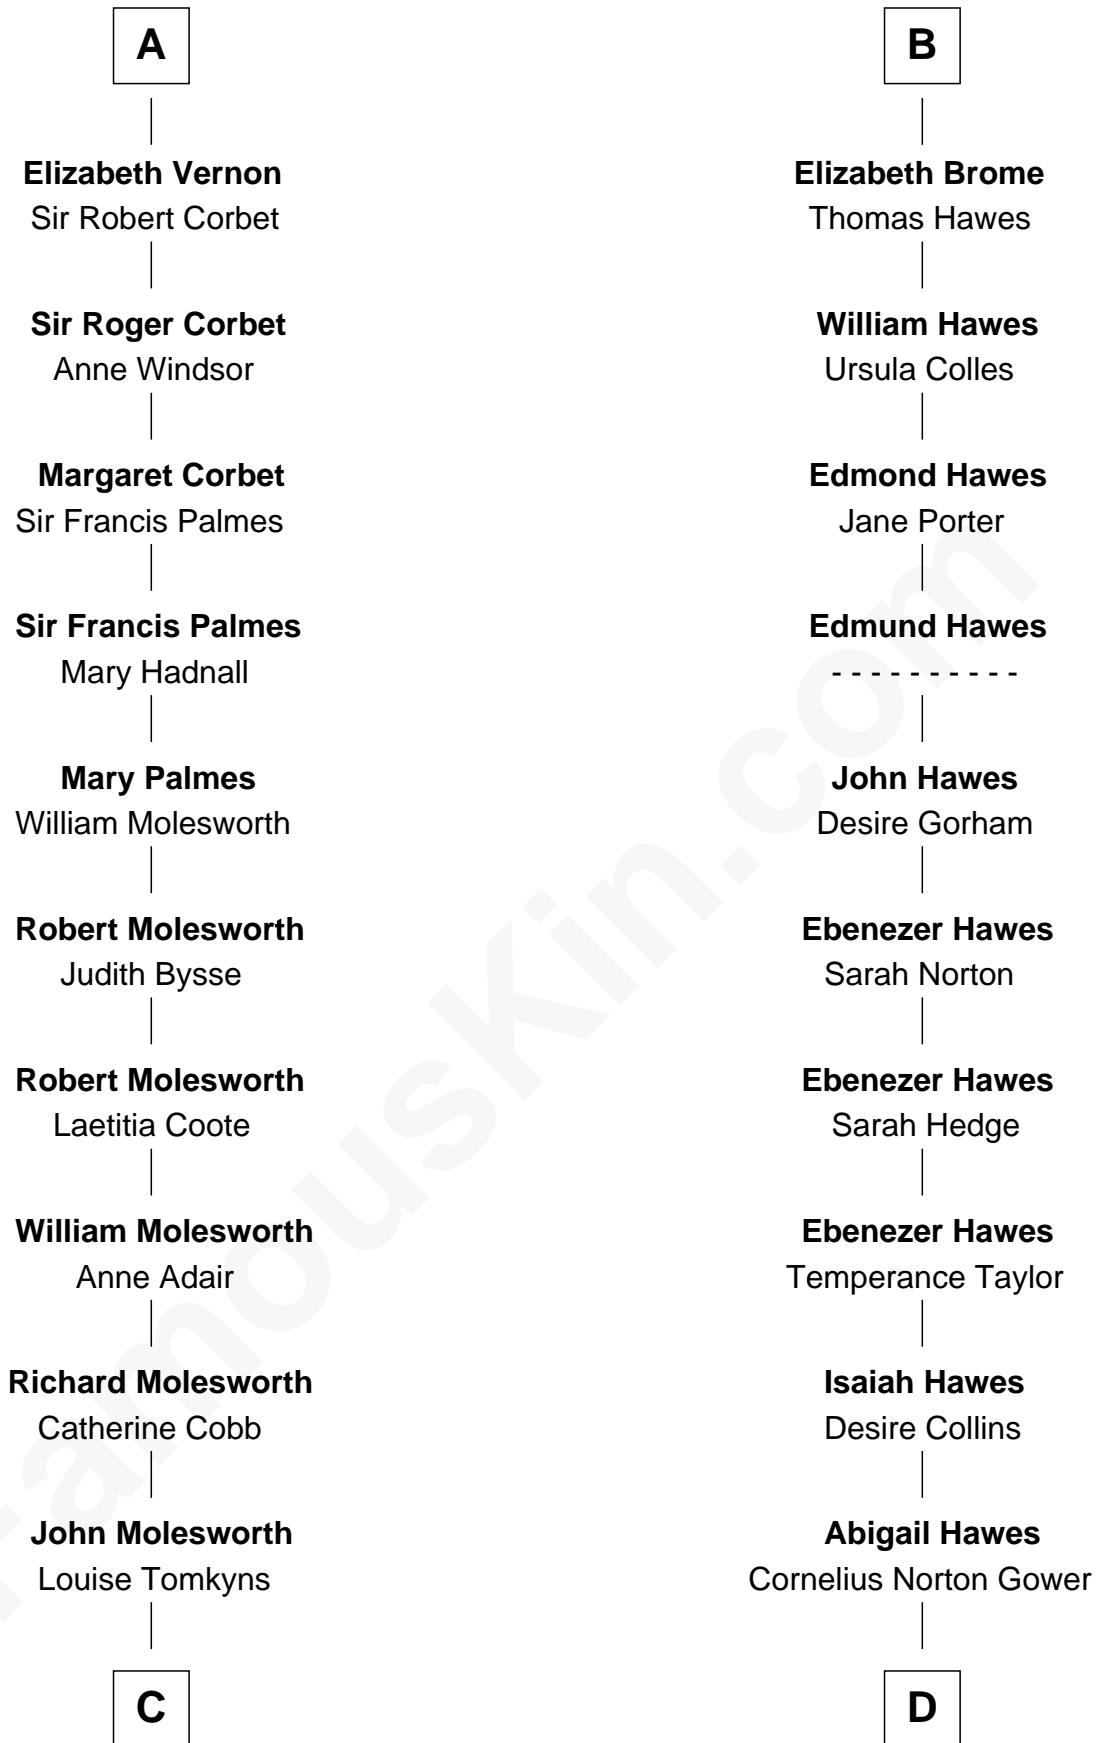 A
Elizabeth Vernon
Sir Robert Corbet
Sir Roger Corbet
Anne Windsor
Margaret Corbet
Sir Francis Palmes
Sir Francis Palmes
Mary Hadnall
Mary Palmes
William Molesworth
Robert Molesworth
Judith Bysse
Robert Molesworth
Laetitia Coote
William Molesworth
Anne Adair
Richard Molesworth
Catherine Cobb
John Molesworth
Louise Tomkyns
C
B
Elizabeth Brome
Thomas Hawes
William Hawes
Ursula Colles
Edmond Hawes
Jane Porter
Edmund Hawes
- - - - - - - - - -
John Hawes
Desire Gorham
Ebenezer Hawes
Sarah Norton
Ebenezer Hawes
Sarah Hedge
Ebenezer Hawes
Temperance Taylor
Isaiah Hawes
Desire Collins
Abigail Hawes
Cornelius Norton Gower
D
FamousKin.com